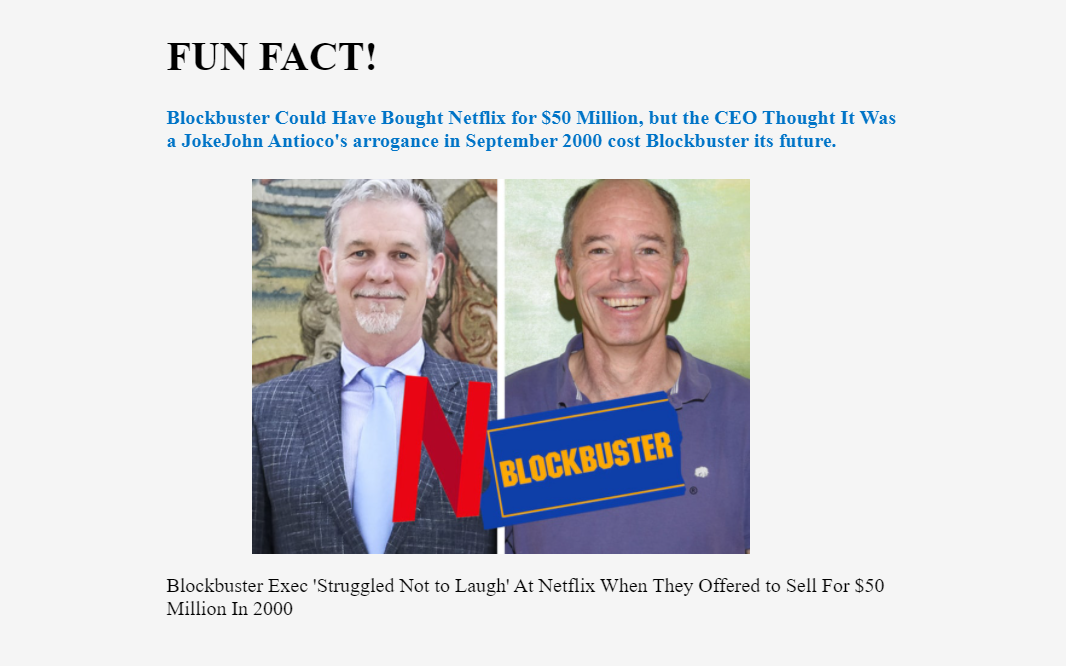 FUN FACT!
Blockbuster Could Have Bought Netflix for $50 Million, but the CEO Thought It Was
a JokeJohn Antioco's arrogance in September 2000 cost Blockbuster its future.
N
BLOCKBUSTER
®
Blockbuster Exec 'Struggled Not to Laugh' At Netflix When They Offered to Sell For $50
Million In 2000